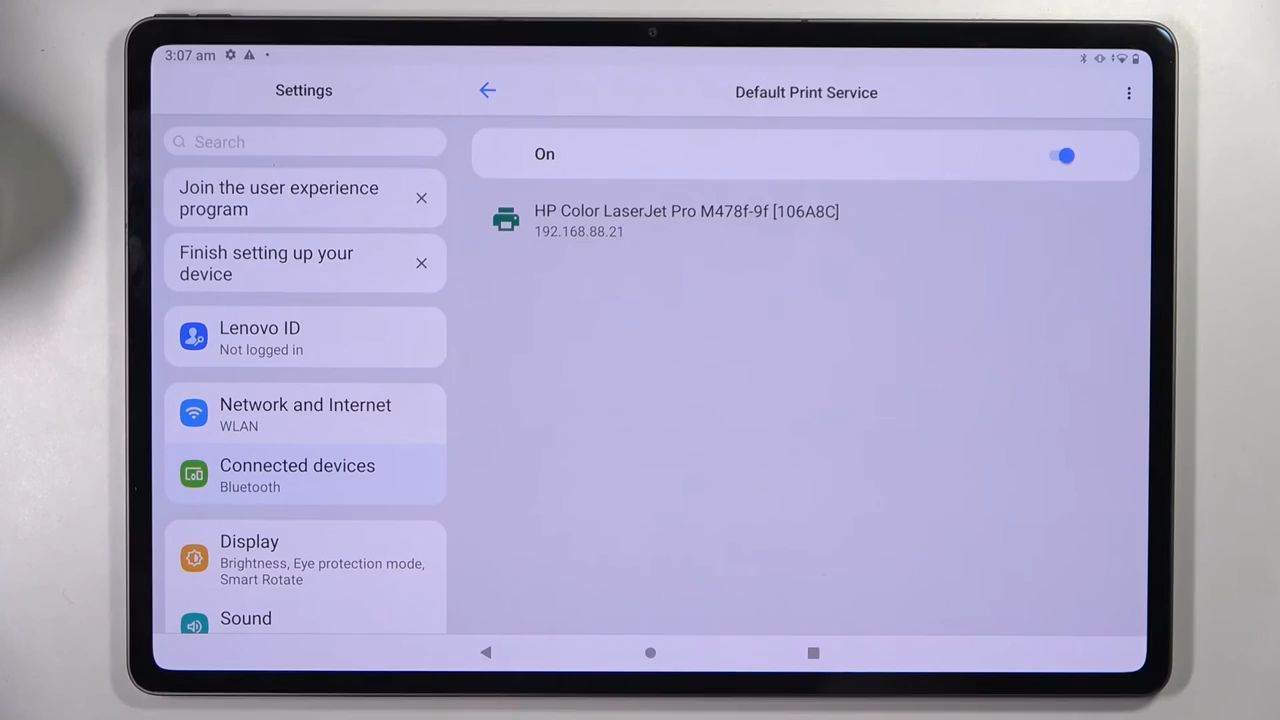 3:07 am
Settings
Default Print Service
Search
On
Join the user experience
program
HP Color LaserJet Pro M478f-9f [106A8C]
192.168.88.21
Finish setting up your
device
Lenovo ID
Not logged in
Network and Internet
WLAN
Connected devices
Bluetooth
Display
Brightness, Eye protection mode,
Smart Rotate
Sound